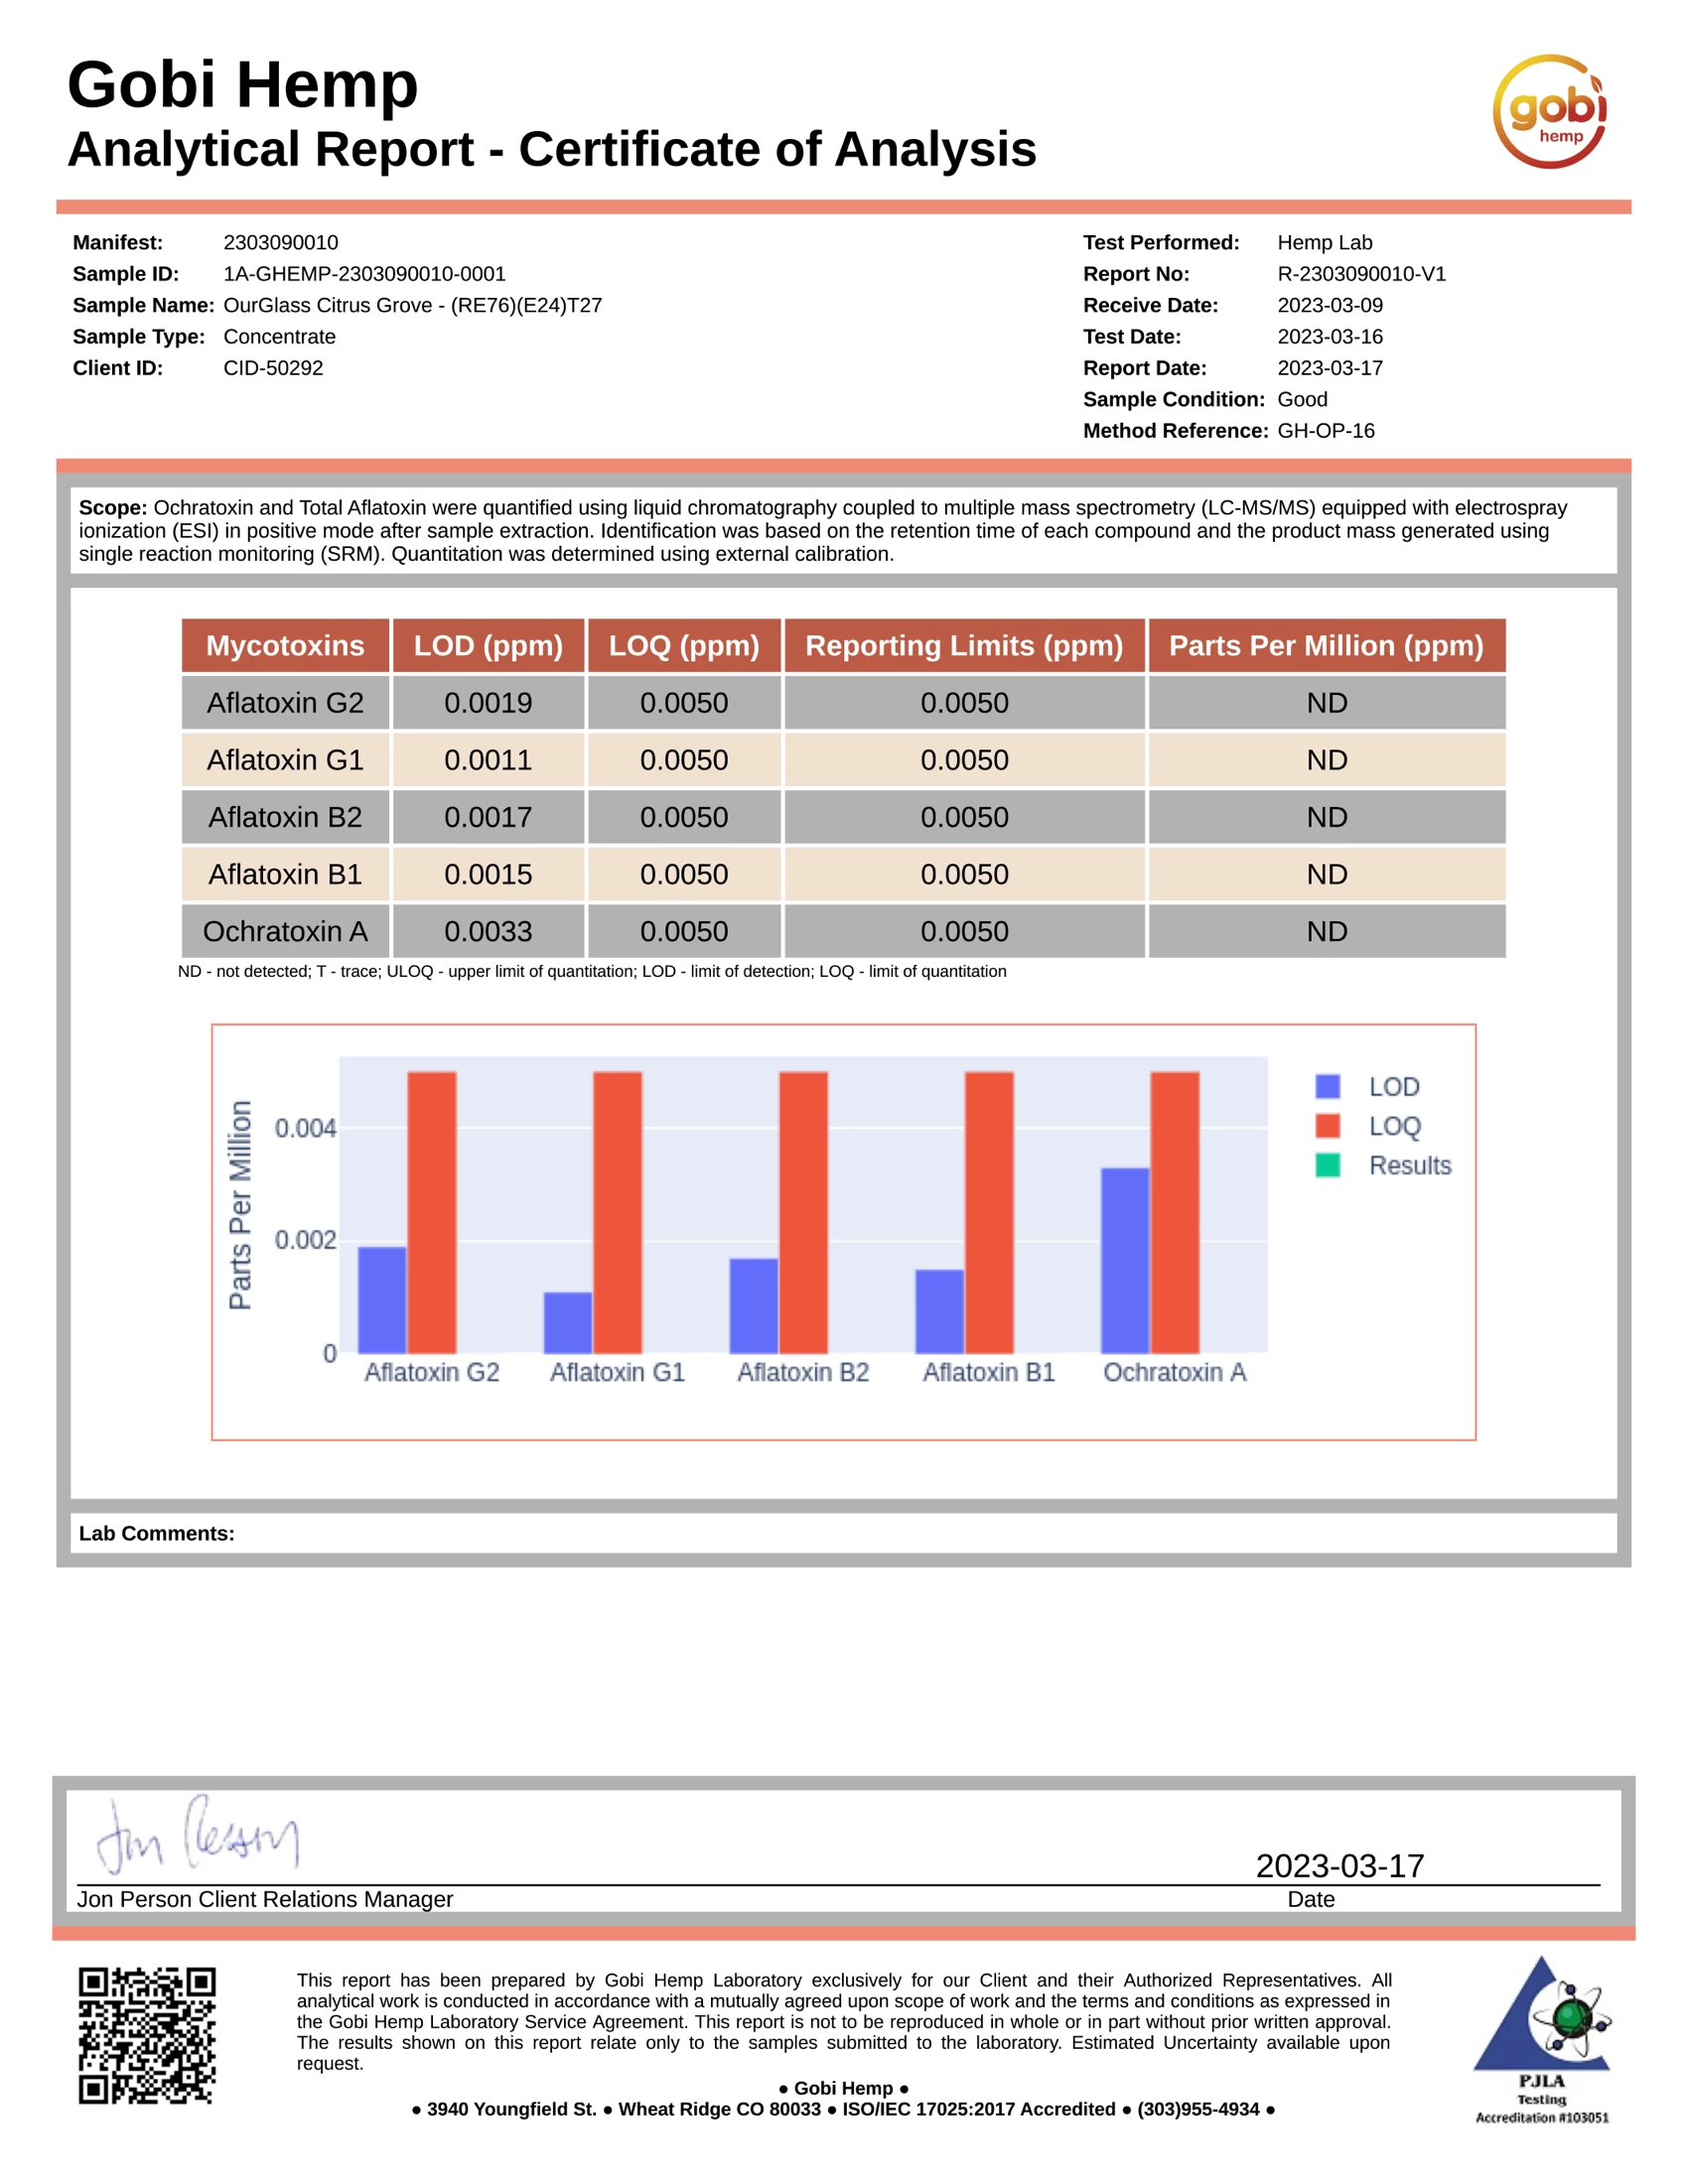 Gobi Hemp
Analytical Report - Certificate of Analysis
gobi
hemp
Manifest: 2303090010
Sample ID: 1A-GHEMP-2303090010-0001
Sample Name: OurGlass Citrus Grove - (RE76)(E24)T27
Sample Type: Concentrate
Client ID: CID-50292
Test Performed: Hemp Lab
Report No: R-2303090010-V1
Receive Date: 2023-03-09
Test Date: 2023-03-16
Report Date: 2023-03-17
Sample Condition: Good
Method Reference: GH-OP-16
Scope: Ochratoxin and Total Aflatoxin were quantified using liquid chromatography coupled to multiple mass spectrometry (LC-MS/MS) equipped with electrospray
ionization (ESI) in positive mode after sample extraction. Identification was based on the retention time of each compound and the product mass generated using
single reaction monitoring (SRM). Quantitation was determined using external calibration.
Mycotoxins LOD (ppm) LOQ (ppm) Reporting Limits (ppm) Parts Per Million (ppm)
Aflatoxin G2 0.0019 0.0050 0.0050 ND
Aflatoxin G1 0.0011 0.0050 0.0050 ND
Aflatoxin B2 0.0017 0.0050 0.0050 ND
Aflatoxin B1 0.0015 0.0050 0.0050 ND
Ochratoxin A 0.0033 0.0050 0.0050 ND
ND - not detected; T - trace; ULOQ - upper limit of quantitation; LOD - limit of detection; LOQ - limit of quantitation
Parts Per Million
0.004
0.002
0
Aflatoxin G2 Aflatoxin G1 Aflatoxin B2 Aflatoxin B1 Ochratoxin A
LOD
LOQ
Results
Lab Comments:
Jon Person
2023-03-17
Jon Person Client Relations Manager Date
This report has been prepared by Gobi Hemp Laboratory exclusively for our Client and their Authorized Representatives. All
analytical work is conducted in accordance with a mutually agreed upon scope of work and the terms and conditions as expressed in
the Gobi Hemp Laboratory Service Agreement. This report is not to be reproduced in whole or in part without prior written approval.
The results shown on this report relate only to the samples submitted to the laboratory. Estimated Uncertainty available upon
request.
● Gobi Hemp ●
● 3940 Youngfield St. ● Wheat Ridge CO 80033 ● ISO/IEC 17025:2017 Accredited ● (303)955-4934 ●
PJLA
Testing
Accreditation #103051